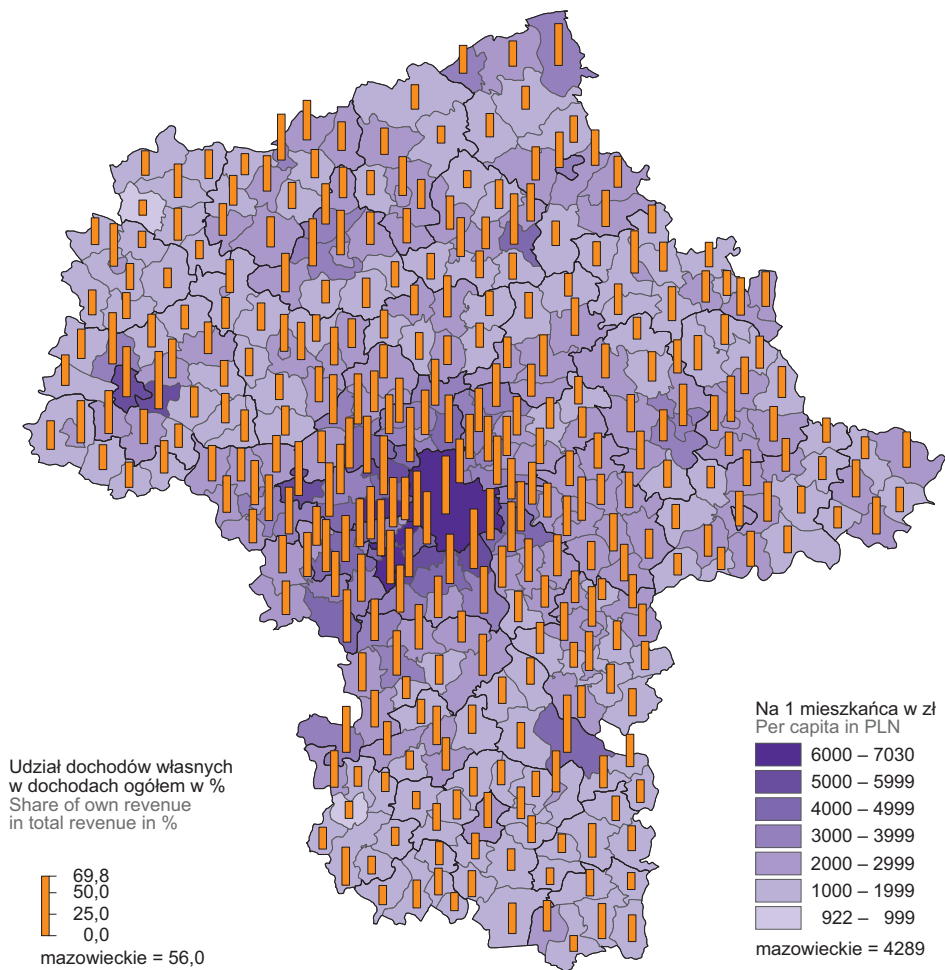 Udział dochodów własnych
w dochodach ogółem w %
Share of own revenue
in total revenue in %
69,8
50,0
25,0
0,0
mazowieckie = 56,0
Na 1 mieszkańca w zł
Per capita in PLN
6000 – 7030
5000 – 5999
4000 – 4999
3000 – 3999
2000 – 2999
1000 – 1999
922 – 999
mazowieckie = 4289